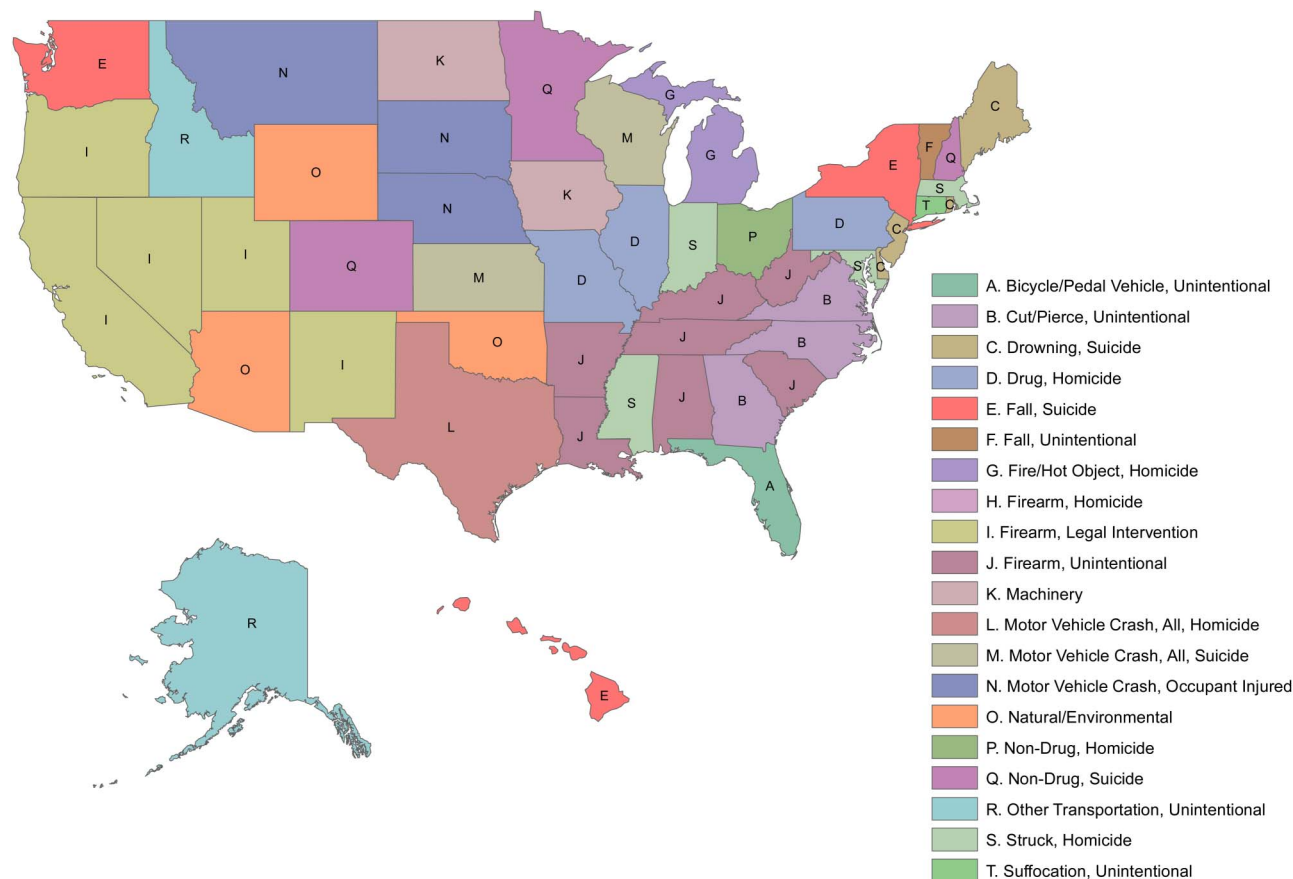 E
N
K
Q
G
C
I
R
N
M
G
E
F
Q
O
S
K
N
T
C
I
I
Q
D
S
P
D
C
M
D
J
S
C
I
J
B
O
I
O
J
J
B
L
J
S
J
B
J
A
R
E
A. Bicycle/Pedal Vehicle, Unintentional
B. Cut/Pierce, Unintentional
C. Drowning, Suicide
D. Drug, Homicide
E. Fall, Suicide
F. Fall, Unintentional
G. Fire/Hot Object, Homicide
H. Firearm, Homicide
I. Firearm, Legal Intervention
J. Firearm, Unintentional
K. Machinery
L. Motor Vehicle Crash, All, Homicide
M. Motor Vehicle Crash, All, Suicide
N. Motor Vehicle Crash, Occupant Injured
O. Natural/Environmental
P. Non-Drug, Homicide
Q. Non-Drug, Suicide
R. Other Transportation, Unintentional
S. Struck, Homicide
T. Suffocation, Unintentional